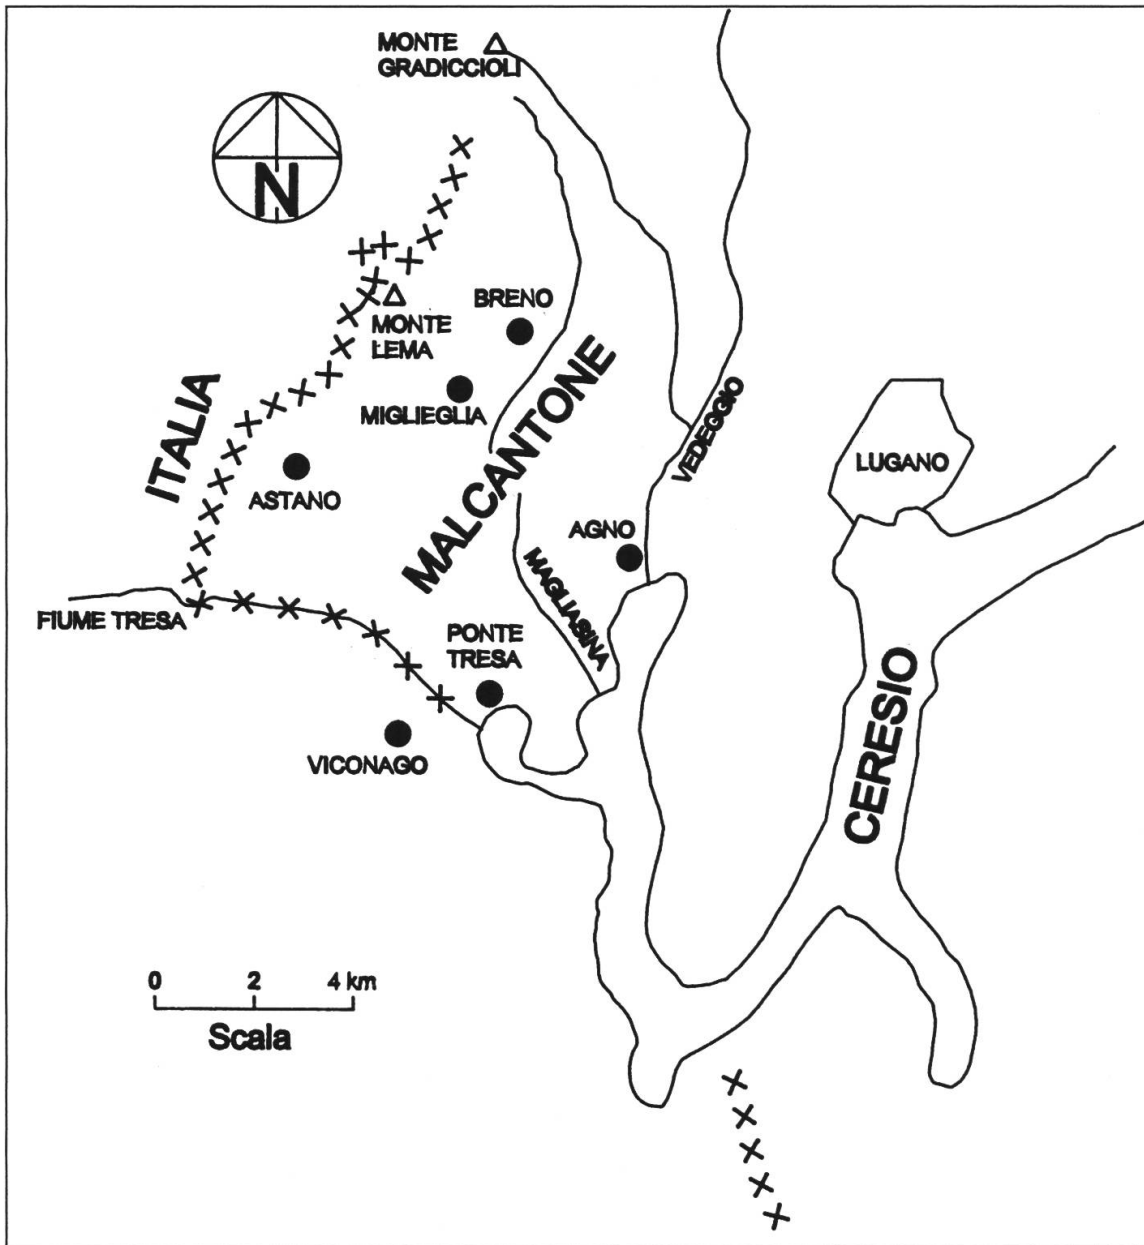 MONTE
GRADICCIOLI
N
BRENO
MONTE
LEMA
MIGLIEGLIA
ITALIA
MALCANTONE
VEDEGGIO
LUGANO
ASTANO
AGNO
MAGLIASINA
FIUME TRESA
PONTE
TRESA
CERESIO
VICONAGO
0 2 4 km
Scala